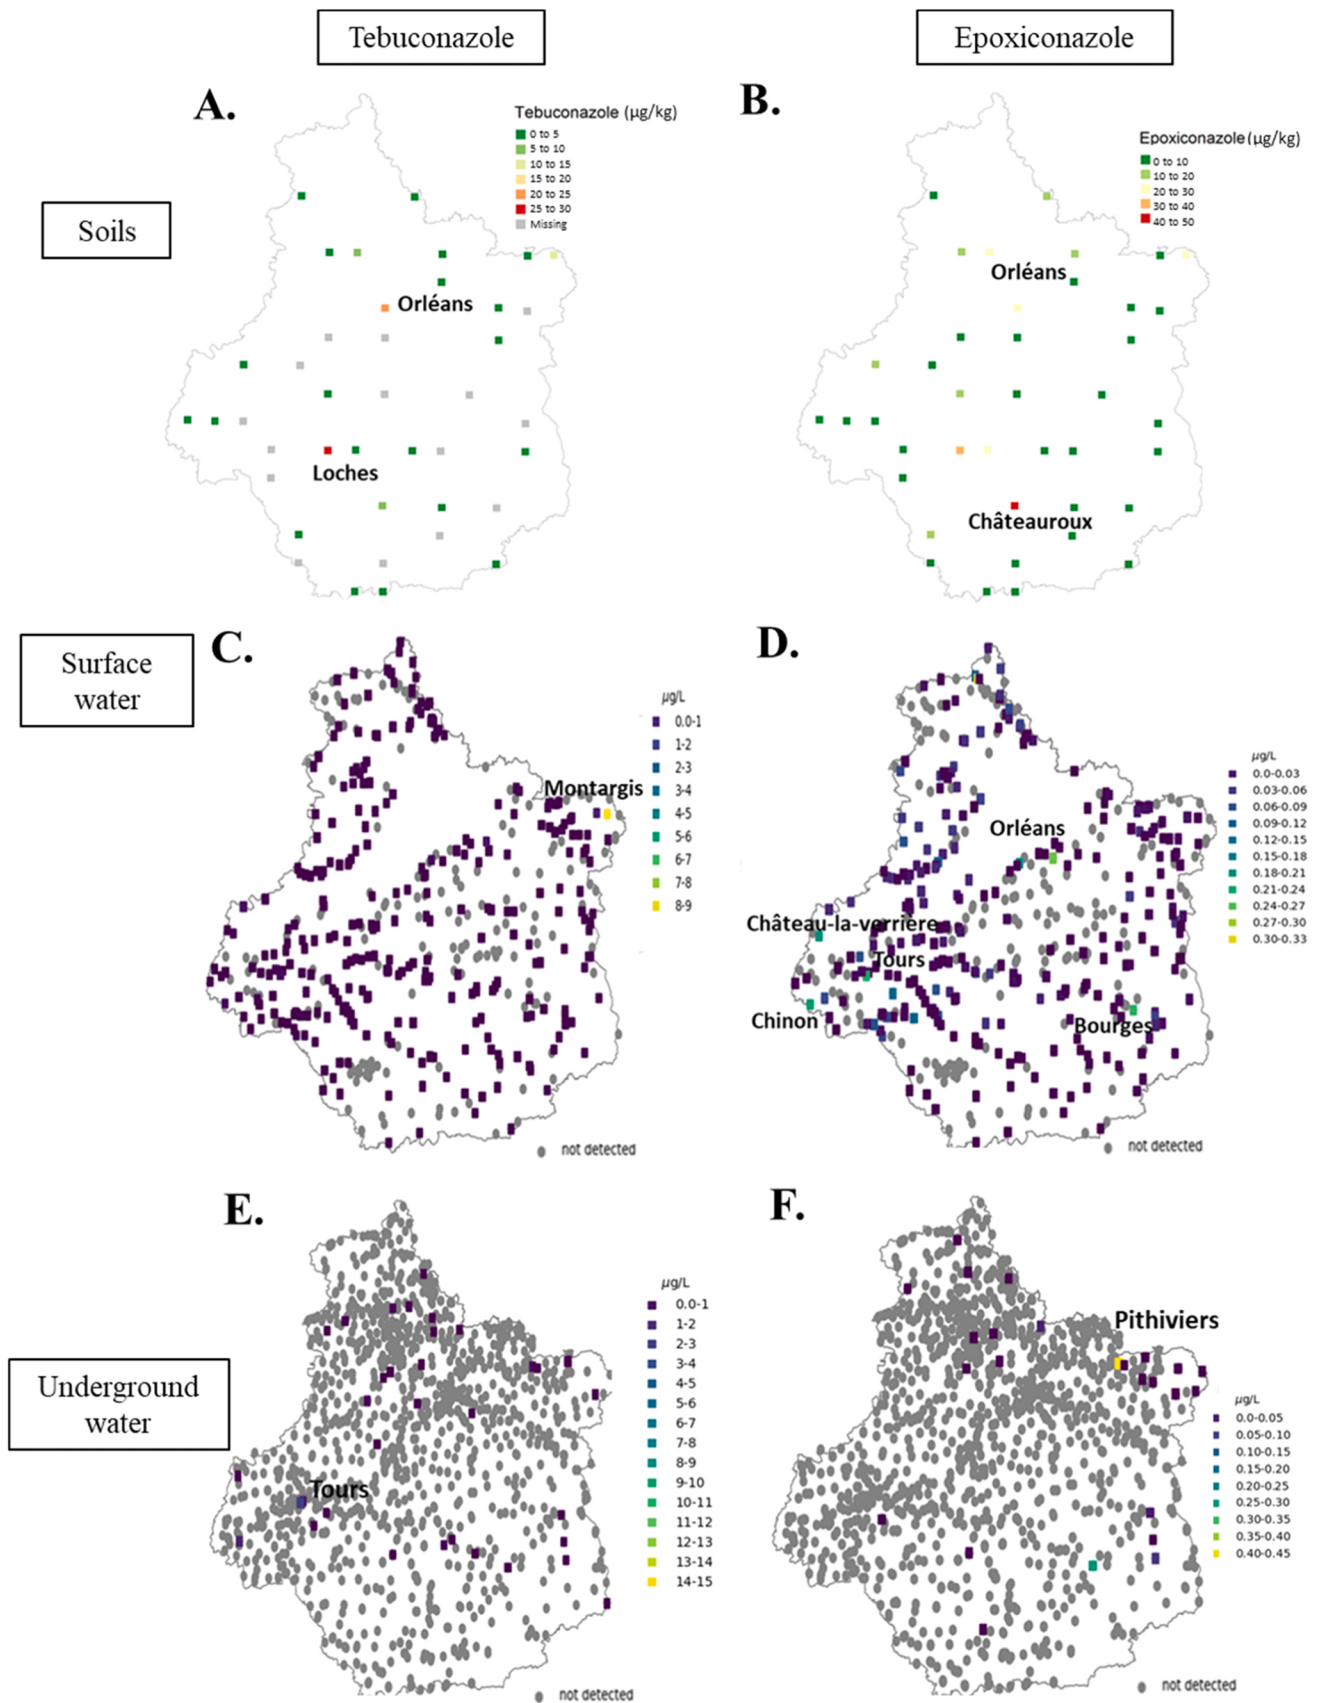 Tebuconazole
Epoxiconazole
A.
Tebuconazole (µg/kg)
0 to 5
5 to 10
10 to 15
15 to 20
20 to 25
25 to 30
Missing
Orléans
Loches
B.
Epoxiconazole(µg/kg)
0 to 10
10 to 20
20 to 30
30 to 40
40 to 50
Orléans
Châteauroux
Soils
Surface
water
C.
µg/L
0.0-1
1-2
2-3
3-4
4-5
5-6
6-7
7-8
8-9
Montargis
not detected
D.
µg/L
0.0-0.03
0.03-0.06
0.06-0.09
0.09-0.12
0.12-0.15
0.15-0.18
0.18-0.21
0.21-0.24
0.24-0.27
0.27-0.30
0.30-0.33
Orléans
Château-la-verrière
Tours
Chinon
Bourges
not detected
Underground
water
E.
µg/L
0.0-1
1-2
2-3
3-4
4-5
5-6
6-7
7-8
8-9
9-10
10-11
11-12
12-13
13-14
14-15
Tours
not detected
F.
Pithiviers
µg/L
0.0-0.05
0.05-0.10
0.10-0.15
0.15-0.20
0.20-0.25
0.25-0.30
0.30-0.35
0.35-0.40
0.40-0.45
not detected